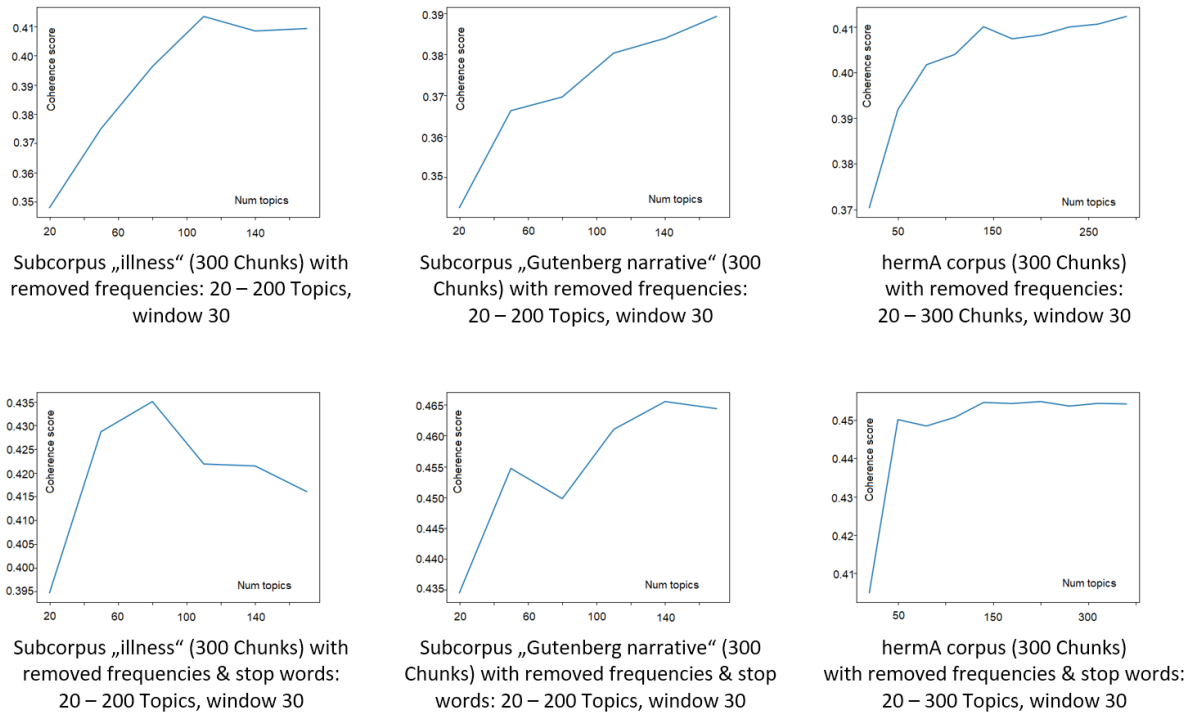 0.41
0.40
0.39
0.38
0.37
0.36
0.35
Coherence score
Num topics
20 60 100 140
Subcorpus „illness“ (300 Chunks) with
removed frequencies: 20 – 200 Topics,
window 30
0.39
0.38
0.37
0.36
0.35
Coherence score
Num topics
20 60 100 140
Subcorpus „Gutenberg narrative“ (300
Chunks) with removed frequencies:
20 – 200 Topics, window 30
0.41
0.40
0.39
0.38
0.37
Coherence score
Num topics
50 150 250
hermA corpus (300 Chunks)
with removed frequencies:
20 – 300 Chunks, window 30
0.435
0.430
0.425
0.420
0.415
0.410
0.405
0.400
0.395
Coherence score
Num topics
20 60 100 140
Subcorpus „illness“ (300 Chunks) with
removed frequencies & stop words:
20 – 200 Topics, window 30
0.465
0.460
0.455
0.450
0.445
0.440
0.435
Coherence score
Num topics
20 60 100 140
Subcorpus „Gutenberg narrative“ (300
Chunks) with removed frequencies & stop
words: 20 – 200 Topics, window 30
0.45
0.44
0.43
0.42
0.41
Coherence score
Num topics
50 150 300
hermA corpus (300 Chunks)
with removed frequencies & stop words:
20 – 300 Topics, window 30